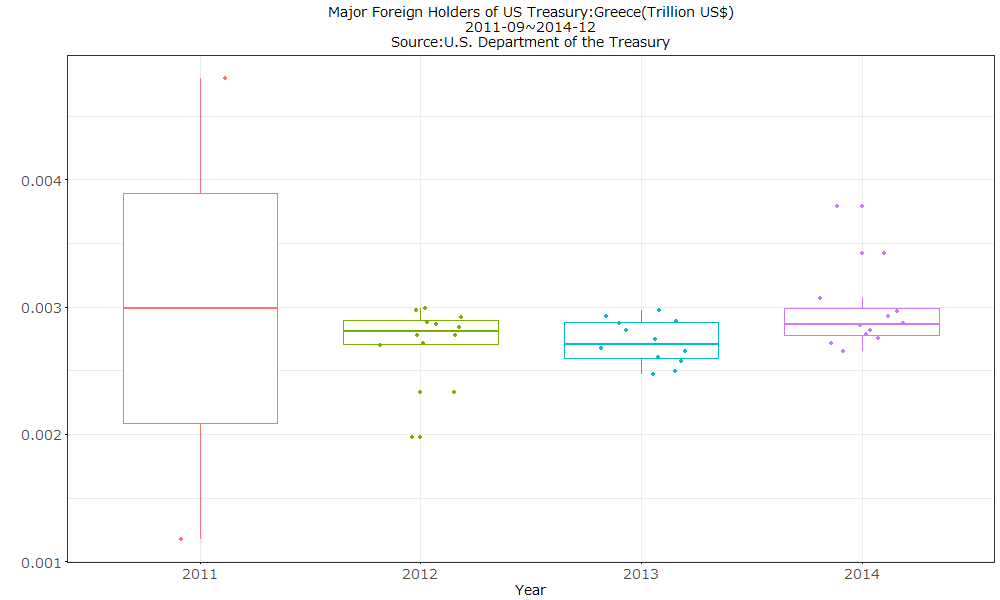 Major Foreign Holders of US Treasury:Greece(Trillion US$)
2011-09~2014-12
Source:U.S. Department of the Treasury
0.004
0.003
0.002
0.001
2011 2012 2013 2014
Year